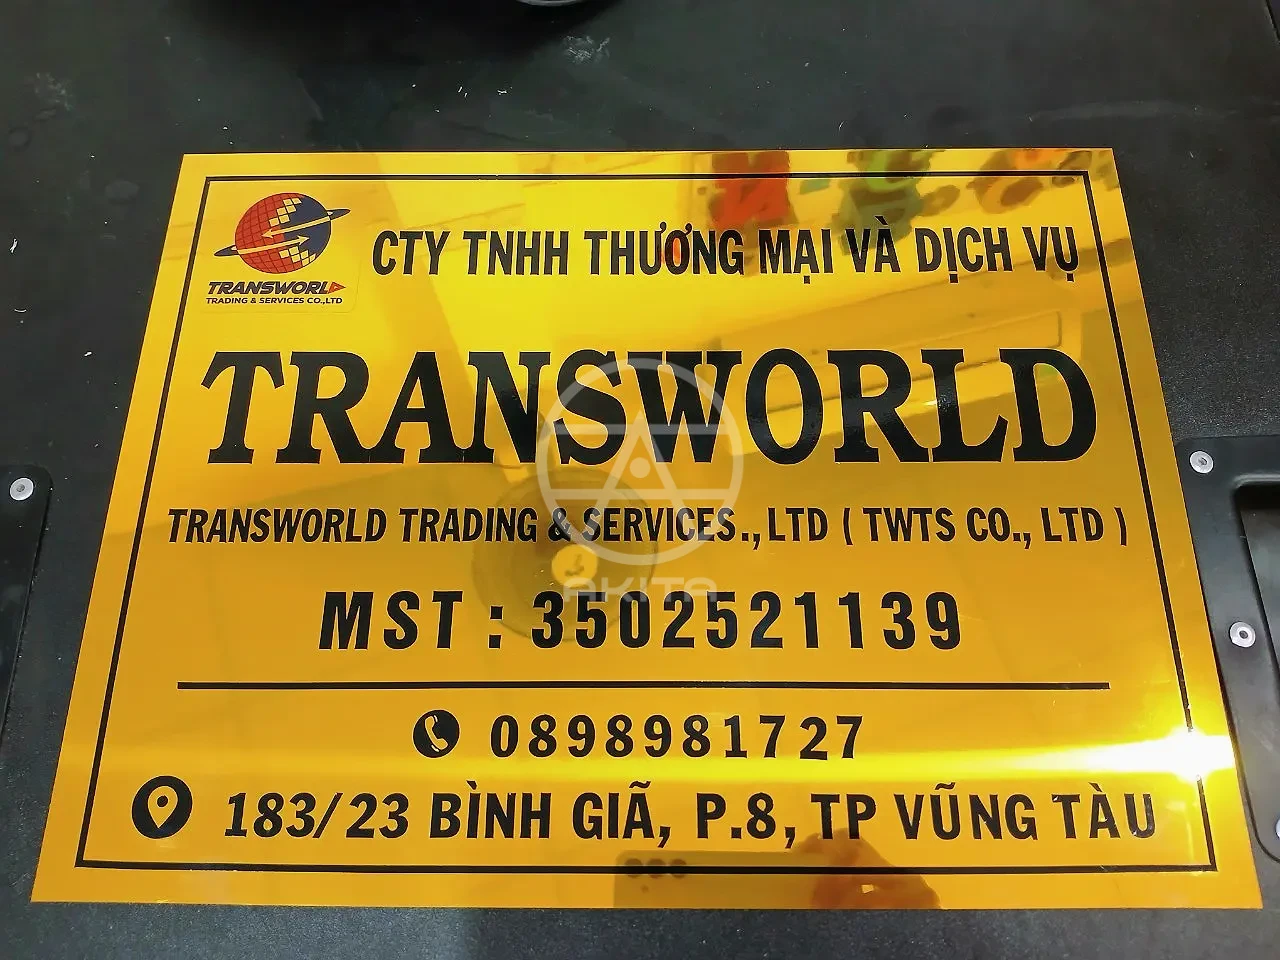 TRANSWORLD
TRADING & SERVICES CO.,LTD
CTY TNHH THƯƠNG MẠI VÀ DỊCH VỤ
TRANSWORLD
TRANSWORLD TRADING & SERVICES.,LTD ( TWTS CO., LTD )
AKITA
MST : 3502521139
0898981727
183/23 BÌNH GIÃ, P.8, TP VŨNG TÀU